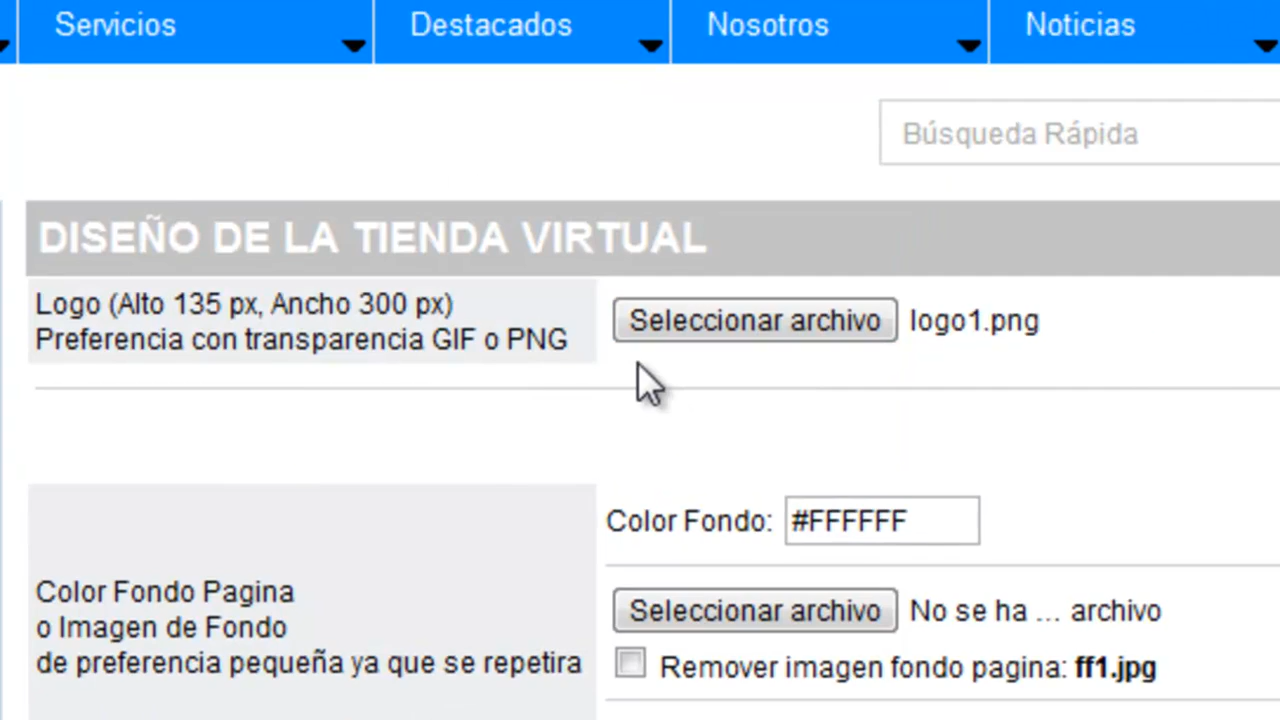 Servicios
Destacados
Nosotros
Noticias
Búsqueda Rápida
DISEÑO DE LA TIENDA VIRTUAL
Logo (Alto 135 px, Ancho 300 px)
Preferencia con transparencia GIF o PNG
Seleccionar archivo logo1.png
Color Fondo: #FFFFFF
Color Fondo Pagina
o Imagen de Fondo
de preferencia pequeña ya que se repetira
Seleccionar archivo No se ha ... archivo
Remover imagen fondo pagina: ff1.jpg